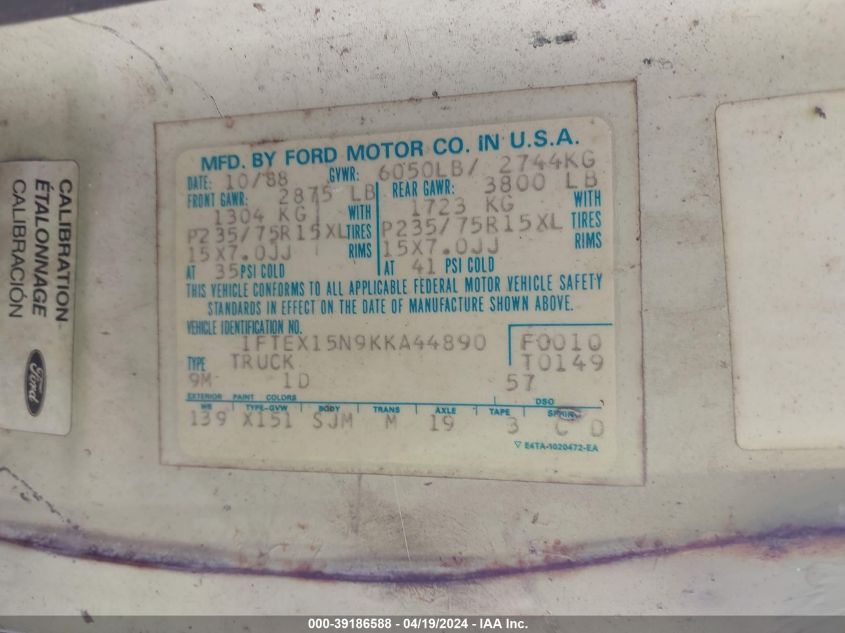 CALIBRATION
ÉTALONNAGE
CALIBRACIÓN
Ford
MFD. BY FORD MOTOR CO. IN U.S.A.
DATE: 10/88 GVWR: 6050LB/ 2744KG
FRONT GAWR: 2875 LB REAR GAWR: 3800 LB
1304 KG WITH 1723 KG WITH
P235/75R15XL TIRES P235/75R15XL TIRES
15X7.0JJ RIMS 15X7.0JJ RIMS
AT 35 PSI COLD AT 41 PSI COLD
THIS VEHICLE CONFORMS TO ALL APPLICABLE FEDERAL MOTOR VEHICLE SAFETY
STANDARDS IN EFFECT ON THE DATE OF MANUFACTURE SHOWN ABOVE.
VEHICLE IDENTIFICATION NO.
1FTEX15N9KKA44890 F0010
TYPE TRUCK T0149
9M 1D 57
EXTERIOR PAINT COLORS DSO
WB TYPE-GVW BODY TRANS AXLE TAPE SPRING
139 X151 SJM M 19 3 C D
▽ E4TA-1020472-EA
000-39186588 - 04/19/2024 - IAA Inc.